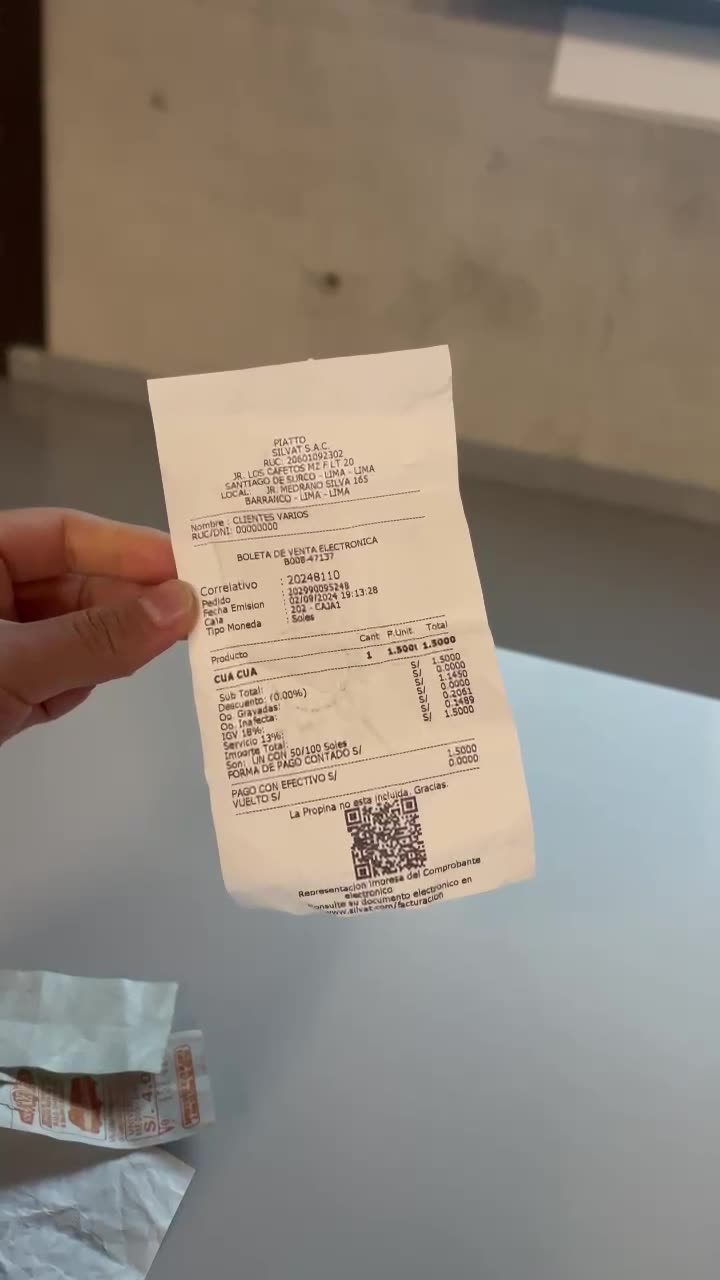 PIATTO
SILVAT S.A.C.
RUC: 20601092302
JR. LOS CAFETOS MZ F LT 20
SANTIAGO DE SURCO - LIMA - LIMA
LOCAL: JR. MEDRANO SILVA 165
BARRANCO - LIMA - LIMA
Nombre : CLIENTES VARIOS
RUC/DNI: 00000000
BOLETA DE VENTA ELECTRONICA
B008-47137
Correlativo : 20248110
Pedido : 202990095248
Fecha Emision : 02/09/2024 19:13:28
Caja : 202 - CAJA1
Tipo Moneda : Soles
Producto Cant P.Unit Total
CUA CUA 1 1.500 1.5000
Sub Total: S/ 1.5000
Descuento: (0.00%) S/ 0.0000
Op. Gravadas: S/ 1.1450
Op. Inafecta: S/ 0.0000
IGV 18%: S/ 0.2061
Servicio 13%: S/ 0.1489
Importe Total: S/ 1.5000
Son: UN CON 50/100 Soles
FORMA DE PAGO CONTADO S/
PAGO CON EFECTIVO S/ 1.5000
VUELTO S/ 0.0000
La Propina no esta incluida. Gracias.
Representacion impresa del Comprobante
electronico
Consulte su documento electronico en
www.silvat.com/facturacion
S/. 4.0
Nº